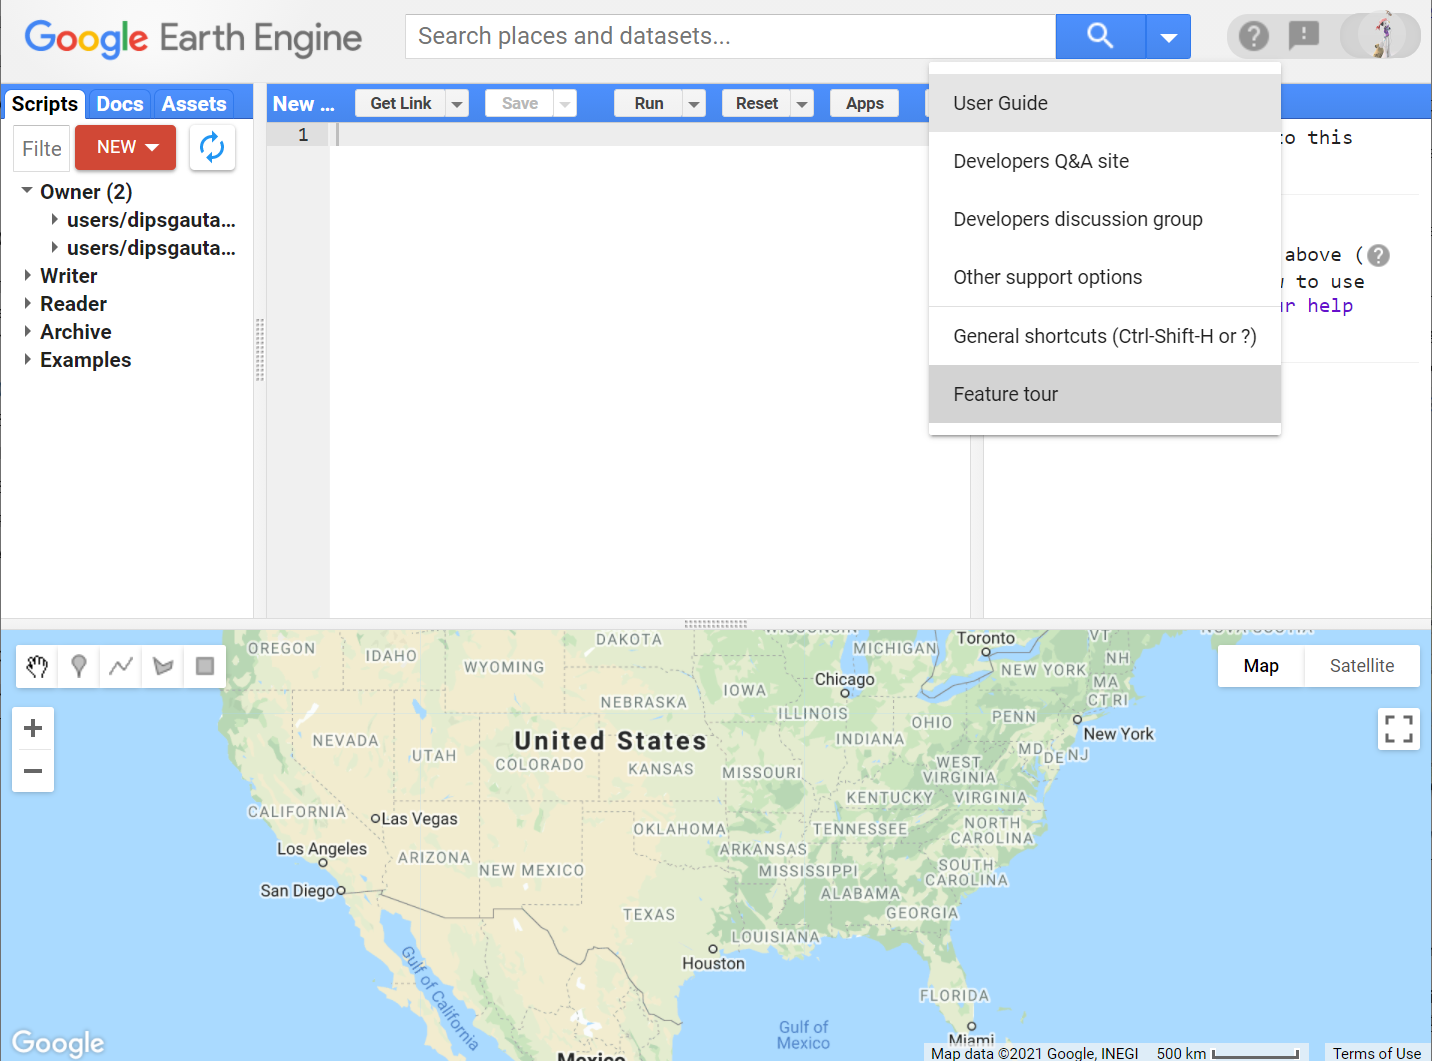 Google Earth Engine
Search places and datasets...
Scripts
Docs
Assets
New ...
Get Link
Save
Run
Reset
Apps
Filte
NEW
Owner (2)
users/dipsgauta...
users/dipsgauta...
Writer
Reader
Archive
Examples
1
User Guide
Developers Q&A site
Developers discussion group
Other support options
General shortcuts (Ctrl-Shift-H or ?)
Feature tour
to this
above (
to use
help
Map
Satellite
OREGON
IDAHO
WYOMING
DAKOTA
NEBRASKA
IOWA
MICHIGAN
Toronto
VT
NH
NEW YORK
MA
CT RI
Chicago
ILLINOIS
OHIO
PENN
New York
NEVADA
UTAH
United States
COLORADO
KANSAS
MISSOURI
INDIANA
WEST
VIRGINIA
MD
DE
NJ
KENTUCKY
VIRGINIA
CALIFORNIA
Las Vegas
OKLAHOMA
TENNESSEE
NORTH
CAROLINA
Los Angeles
ARIZONA
NEW MEXICO
ARKANSAS
MISSISSIPPI
SOUTH
CAROLINA
San Diego
TEXAS
ALABAMA
GEORGIA
LOUISIANA
Houston
Gulf of California
FLORIDA
Gulf of
Mexico
Miami
Mexico
Google
Map data ©2021 Google, INEGI
500 km
Terms of Use